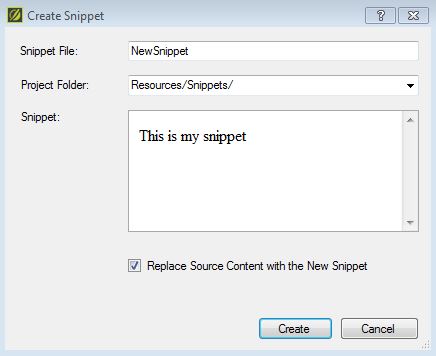 Create Snippet
?
Snippet File: NewSnippet
Project Folder: Resources/Snippets/
Snippet:
This is my snippet
Replace Source Content with the New Snippet
Create Cancel